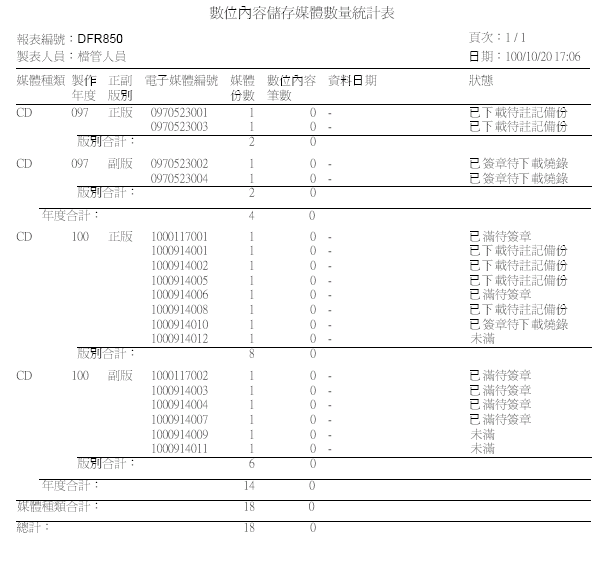 數位內容儲存媒體數量統計表
報表編號：DFR850 頁次：1 / 1
製表人員：檔管人員 日期：100/10/20 17:06
媒體種類 製作 正副 電子媒體編號 媒體 數位內容 資料日期 狀態
年度 版別 份數 筆數
CD 097 正版 0970523001 1 0 - 已下載待註記備份
0970523003 1 0 - 已下載待註記備份
版別合計： 2 0
CD 097 副版 0970523002 1 0 - 已簽章待下載燒錄
0970523004 1 0 - 已簽章待下載燒錄
版別合計： 2 0
年度合計： 4 0
CD 100 正版 1000117001 1 0 - 已滿待簽章
1000914001 1 0 - 已下載待註記備份
1000914002 1 0 - 已下載待註記備份
1000914005 1 0 - 已下載待註記備份
1000914006 1 0 - 已滿待簽章
1000914008 1 0 - 已下載待註記備份
1000914010 1 0 - 已簽章待下載燒錄
1000914012 1 0 - 未滿
版別合計： 8 0
CD 100 副版 1000117002 1 0 - 已滿待簽章
1000914003 1 0 - 已滿待簽章
1000914004 1 0 - 已滿待簽章
1000914007 1 0 - 已滿待簽章
1000914009 1 0 - 未滿
1000914011 1 0 - 未滿
版別合計： 6 0
年度合計： 14 0
媒體種類合計： 18 0
總計： 18 0